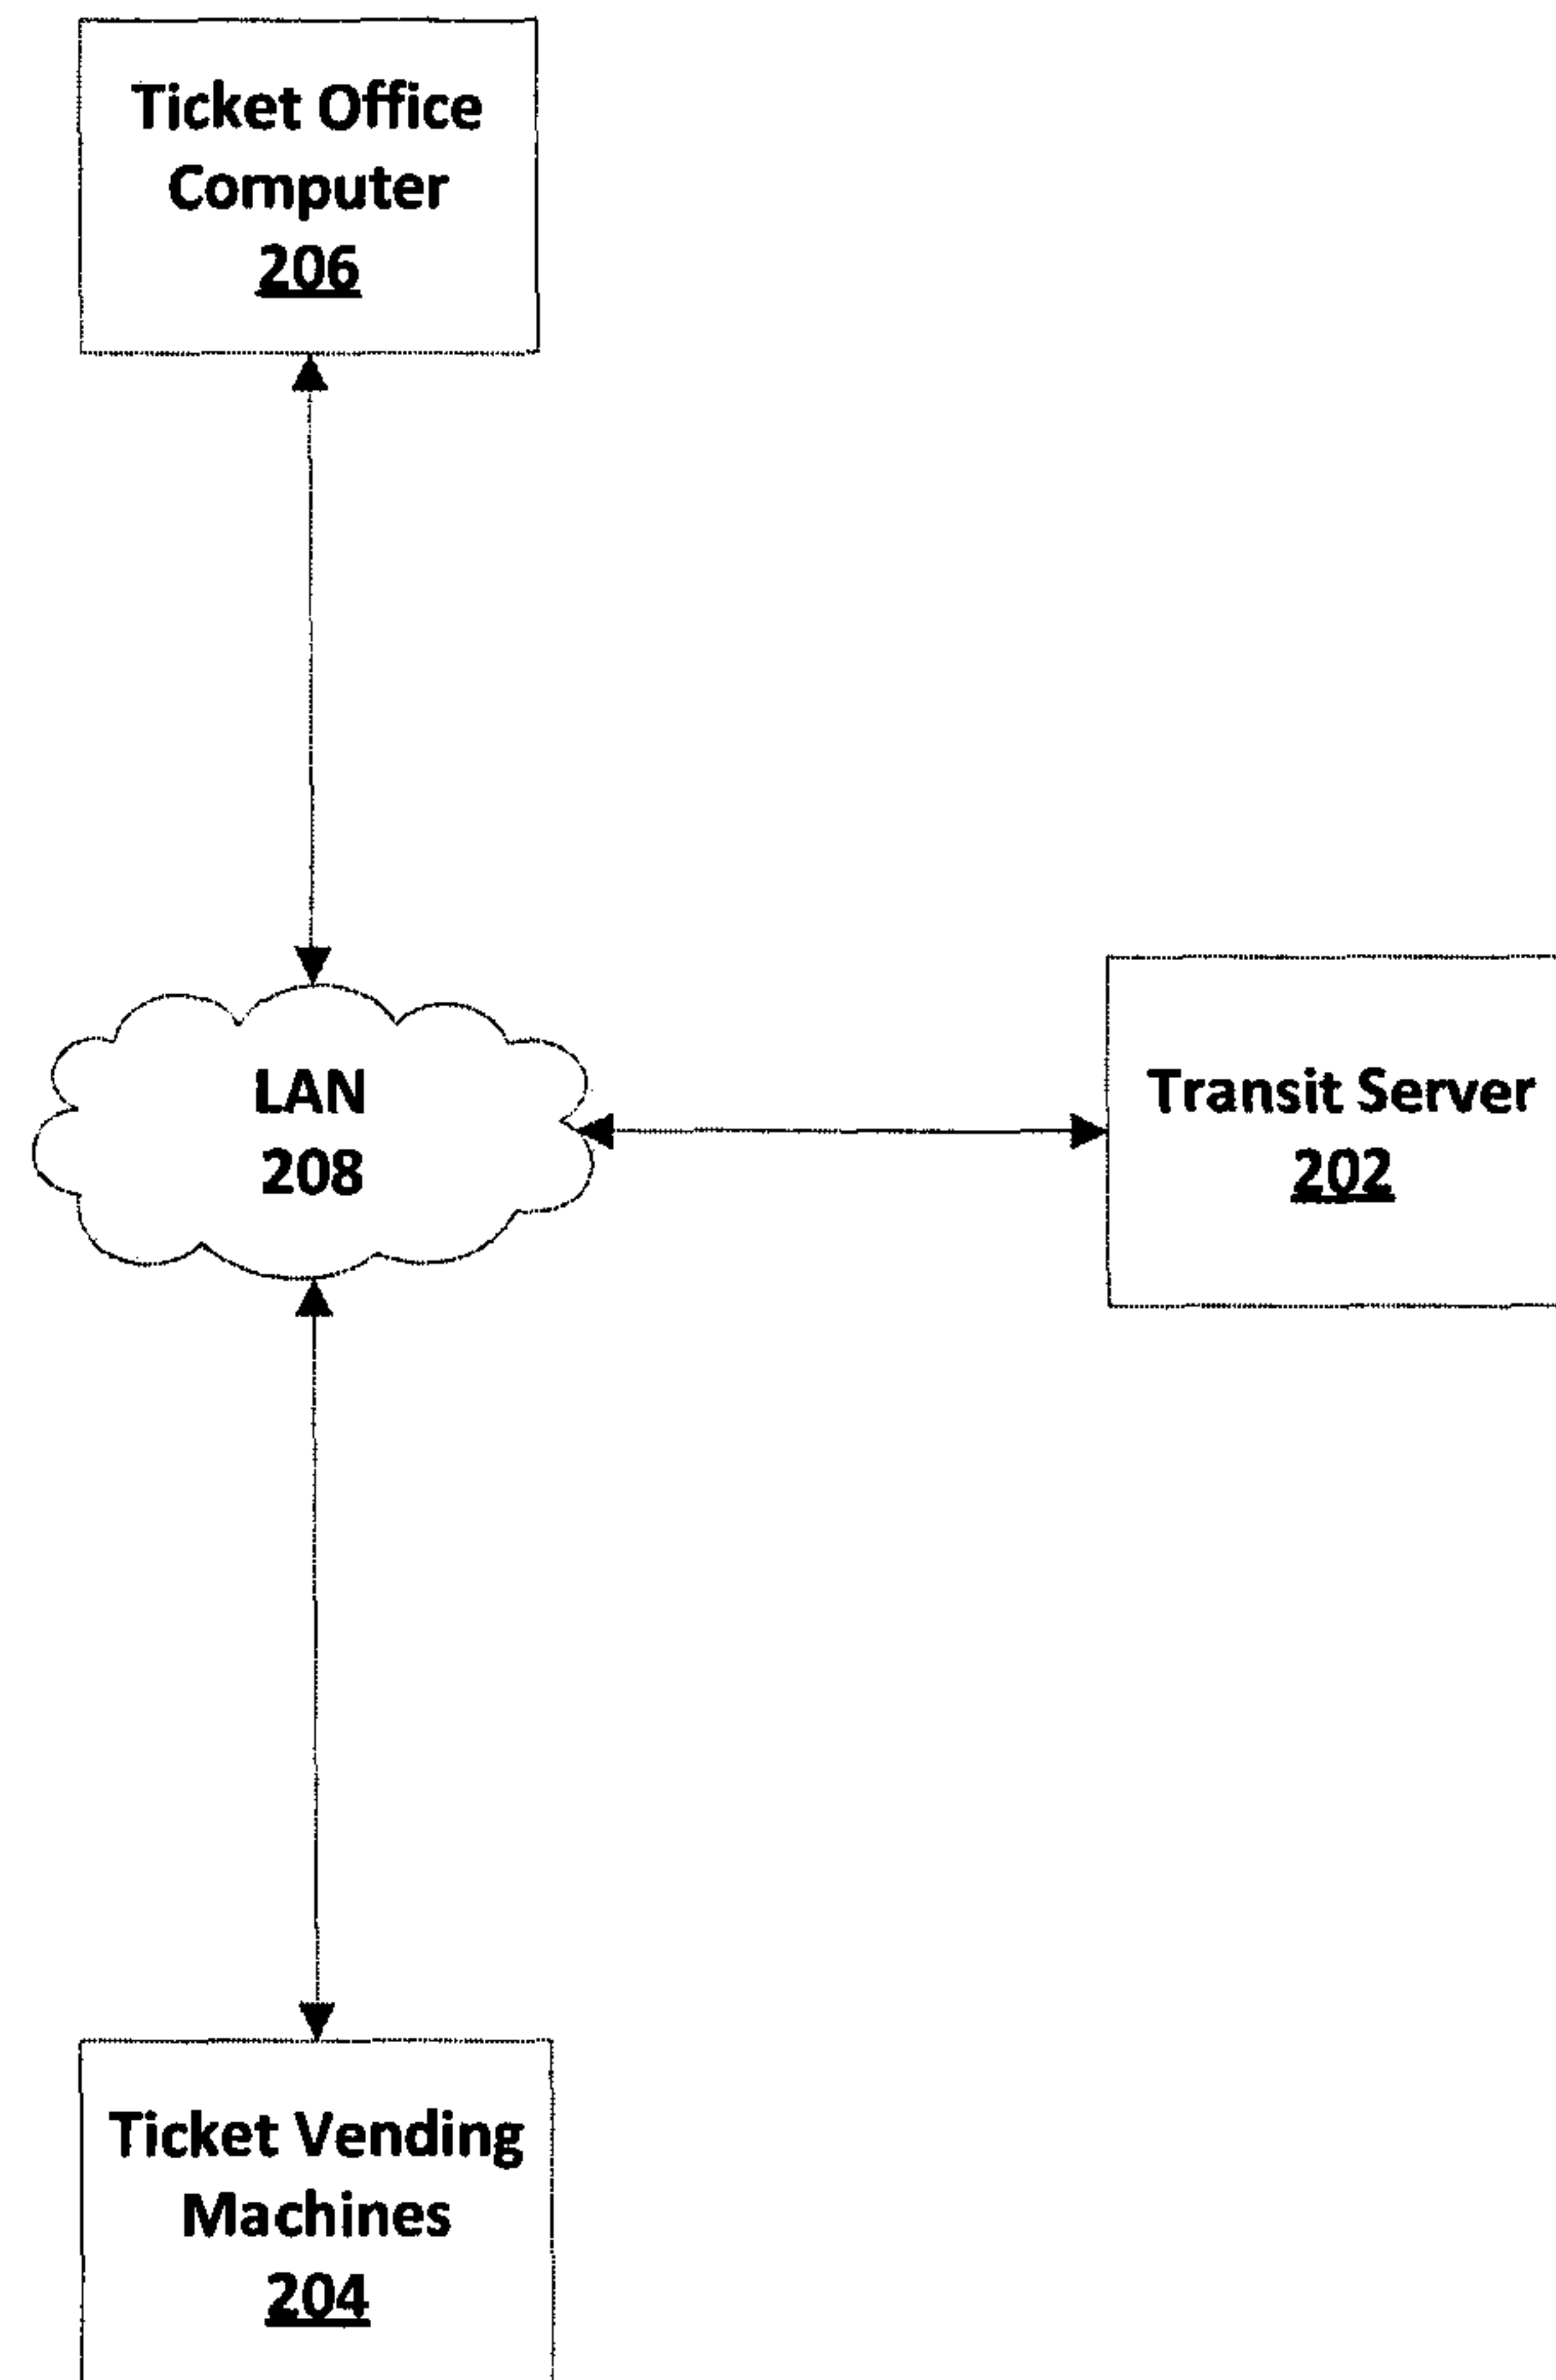 Ticket Office
Computer
206
LAN
208
Transit Server
202
Ticket Vending
Machines
204